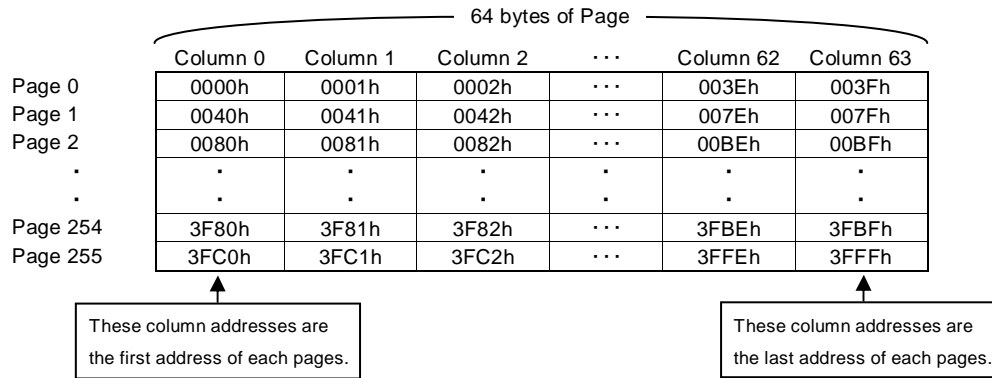 64 bytes of Page
Column 0 Column 1 Column 2 ··· Column 62 Column 63
Page 0 0000h 0001h 0002h ··· 003Eh 003Fh
Page 1 0040h 0041h 0042h ··· 007Eh 007Fh
Page 2 0080h 0081h 0082h ··· 00BEh 00BFh
· · · · · · ·
· · · · · · ·
Page 254 3F80h 3F81h 3F82h ··· 3FBEh 3FBFh
Page 255 3FC0h 3FC1h 3FC2h ··· 3FFEh 3FFFh
These column addresses are
the first address of each pages.
These column addresses are
the last address of each pages.